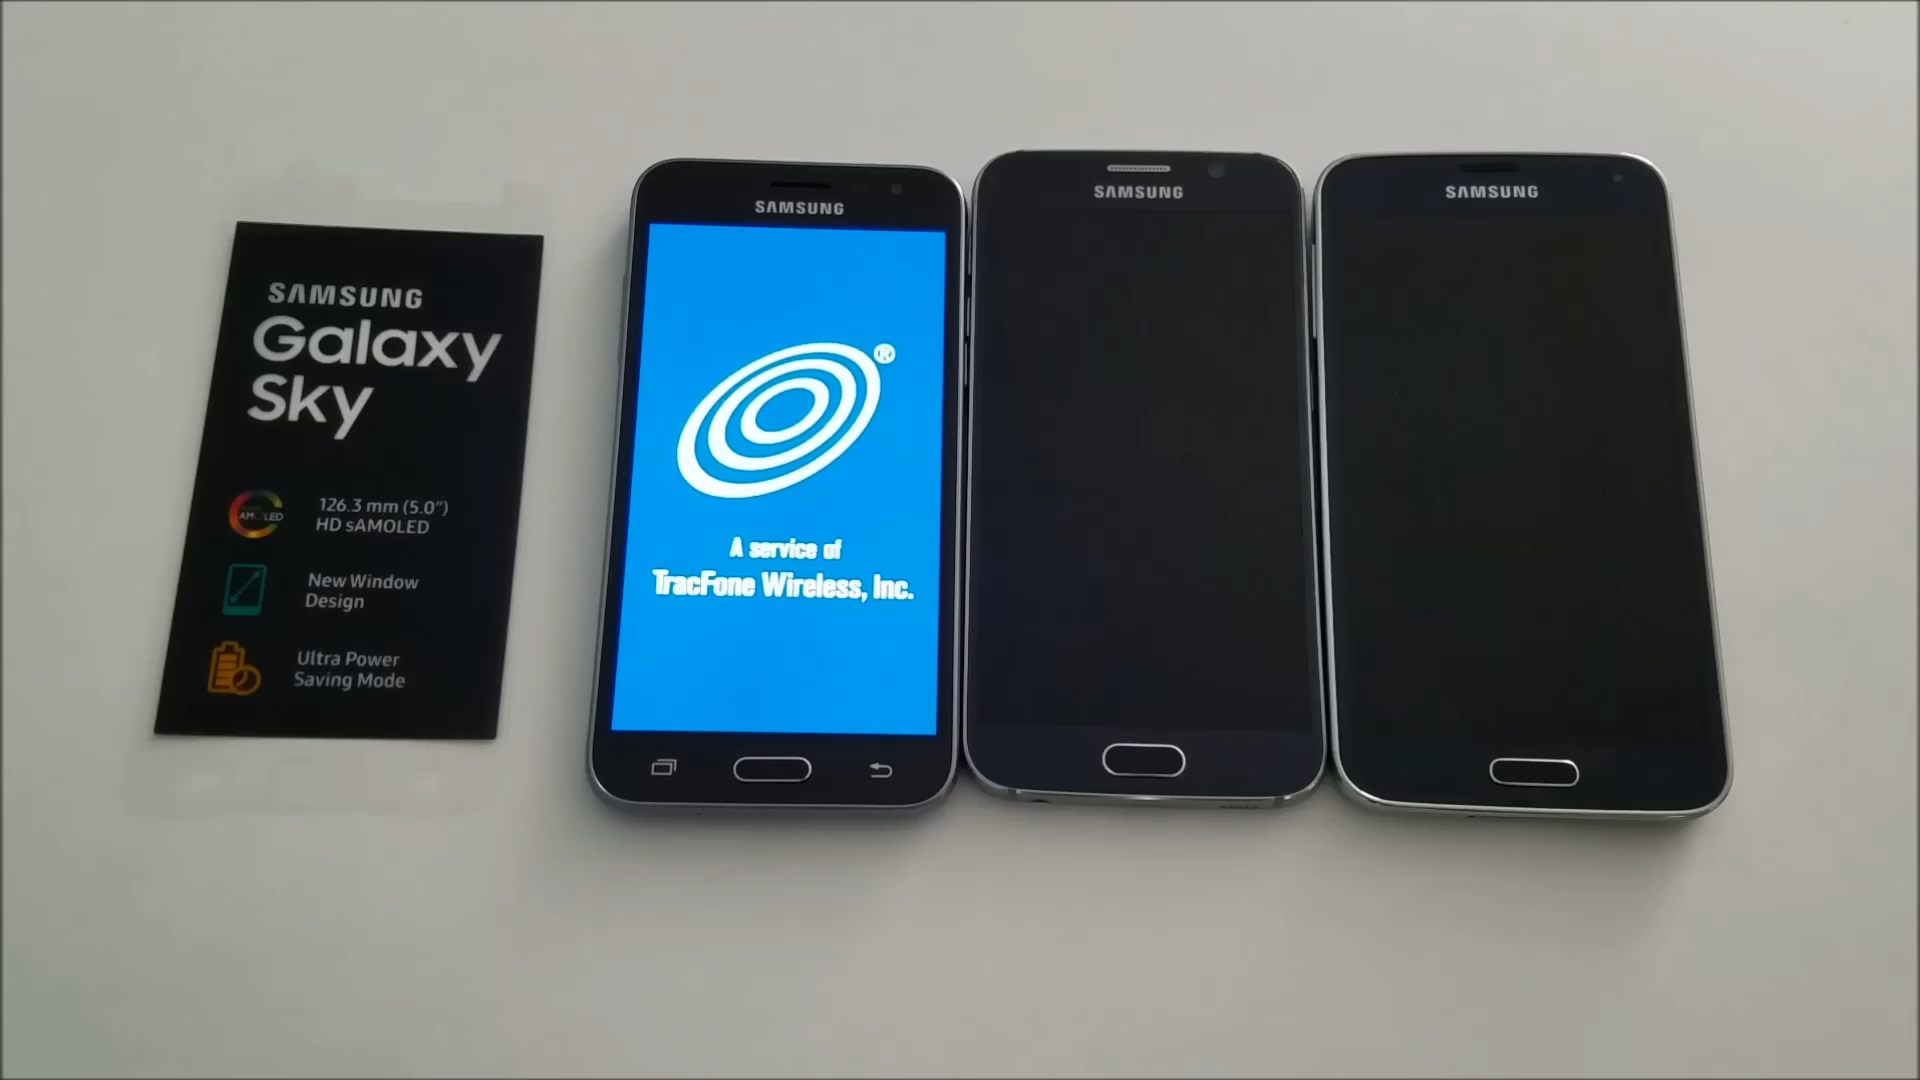 SAMSUNG
Galaxy
Sky
AMOLED
126.3 mm (5.0")
HD sAMOLED
New Window
Design
Ultra Power
Saving Mode
SAMSUNG
®
A service of
TracFone Wireless, Inc.
SAMSUNG
SAMSUNG